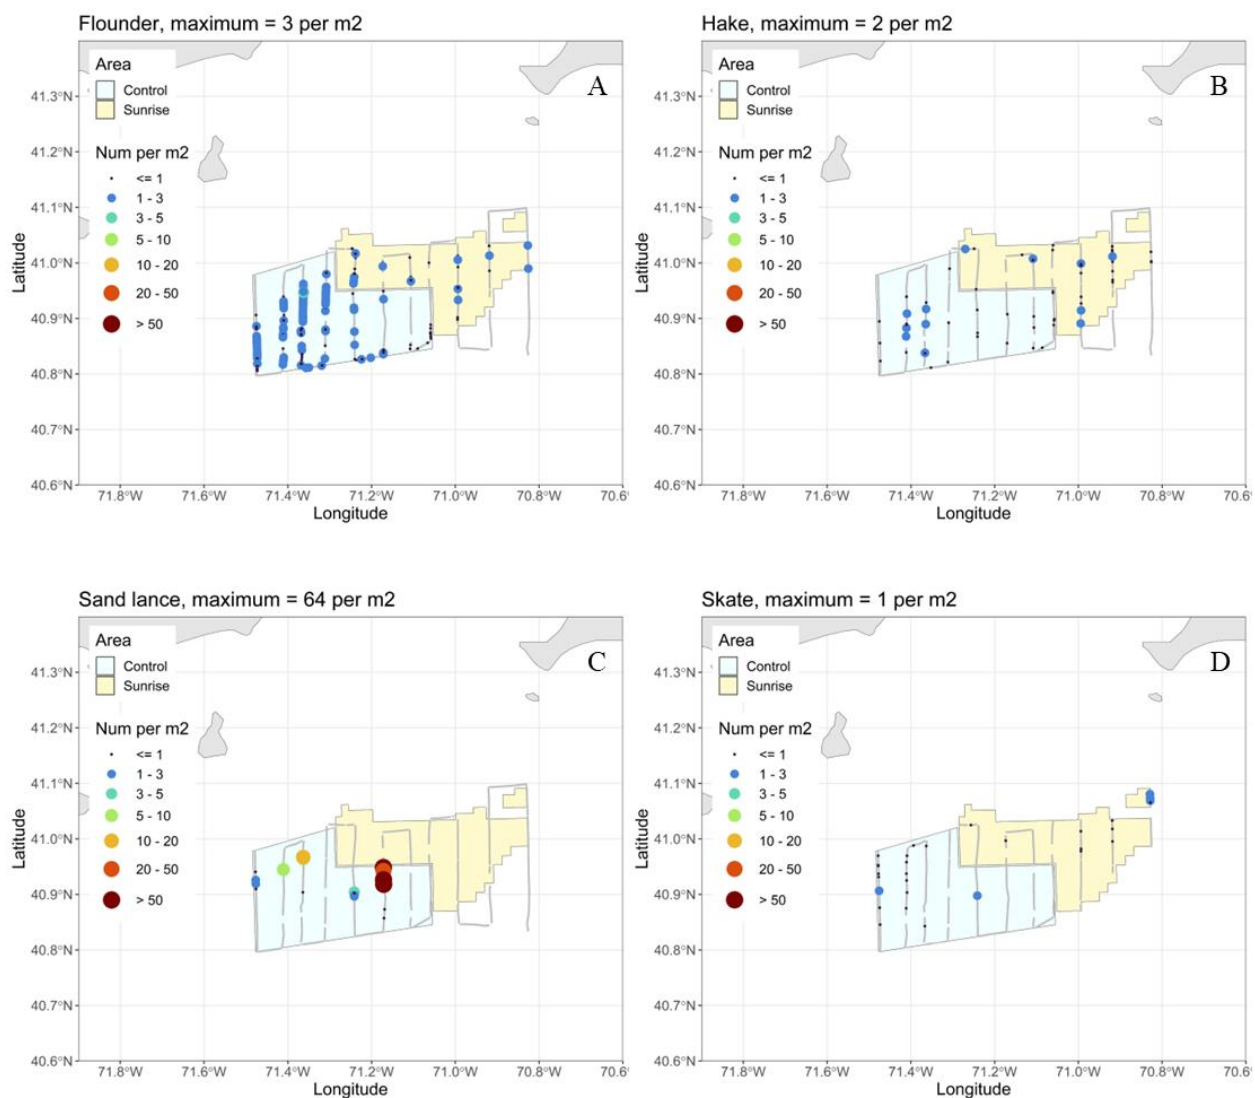 Flounder, maximum = 3 per m2
Area
Control
Sunrise
Num per m2
<= 1
1 - 3
3 - 5
5 - 10
10 - 20
20 - 50
> 50
A
41.3°N
41.2°N
41.1°N
41.0°N
40.9°N
40.8°N
40.7°N
40.6°N
Latitude
71.8°W 71.6°W 71.4°W 71.2°W 71.0°W 70.8°W 70.6°
Longitude
Hake, maximum = 2 per m2
Area
Control
Sunrise
Num per m2
<= 1
1 - 3
3 - 5
5 - 10
10 - 20
20 - 50
> 50
B
41.3°N
41.2°N
41.1°N
41.0°N
40.9°N
40.8°N
40.7°N
40.6°N
Latitude
71.8°W 71.6°W 71.4°W 71.2°W 71.0°W 70.8°W 70.6°
Longitude
Sand lance, maximum = 64 per m2
Area
Control
Sunrise
Num per m2
<= 1
1 - 3
3 - 5
5 - 10
10 - 20
20 - 50
> 50
C
41.3°N
41.2°N
41.1°N
41.0°N
40.9°N
40.8°N
40.7°N
40.6°N
Latitude
71.8°W 71.6°W 71.4°W 71.2°W 71.0°W 70.8°W 70.6°
Longitude
Skate, maximum = 1 per m2
Area
Control
Sunrise
Num per m2
<= 1
1 - 3
3 - 5
5 - 10
10 - 20
20 - 50
> 50
D
41.3°N
41.2°N
41.1°N
41.0°N
40.9°N
40.8°N
40.7°N
40.6°N
Latitude
71.8°W 71.6°W 71.4°W 71.2°W 71.0°W 70.8°W 70.6°
Longitude